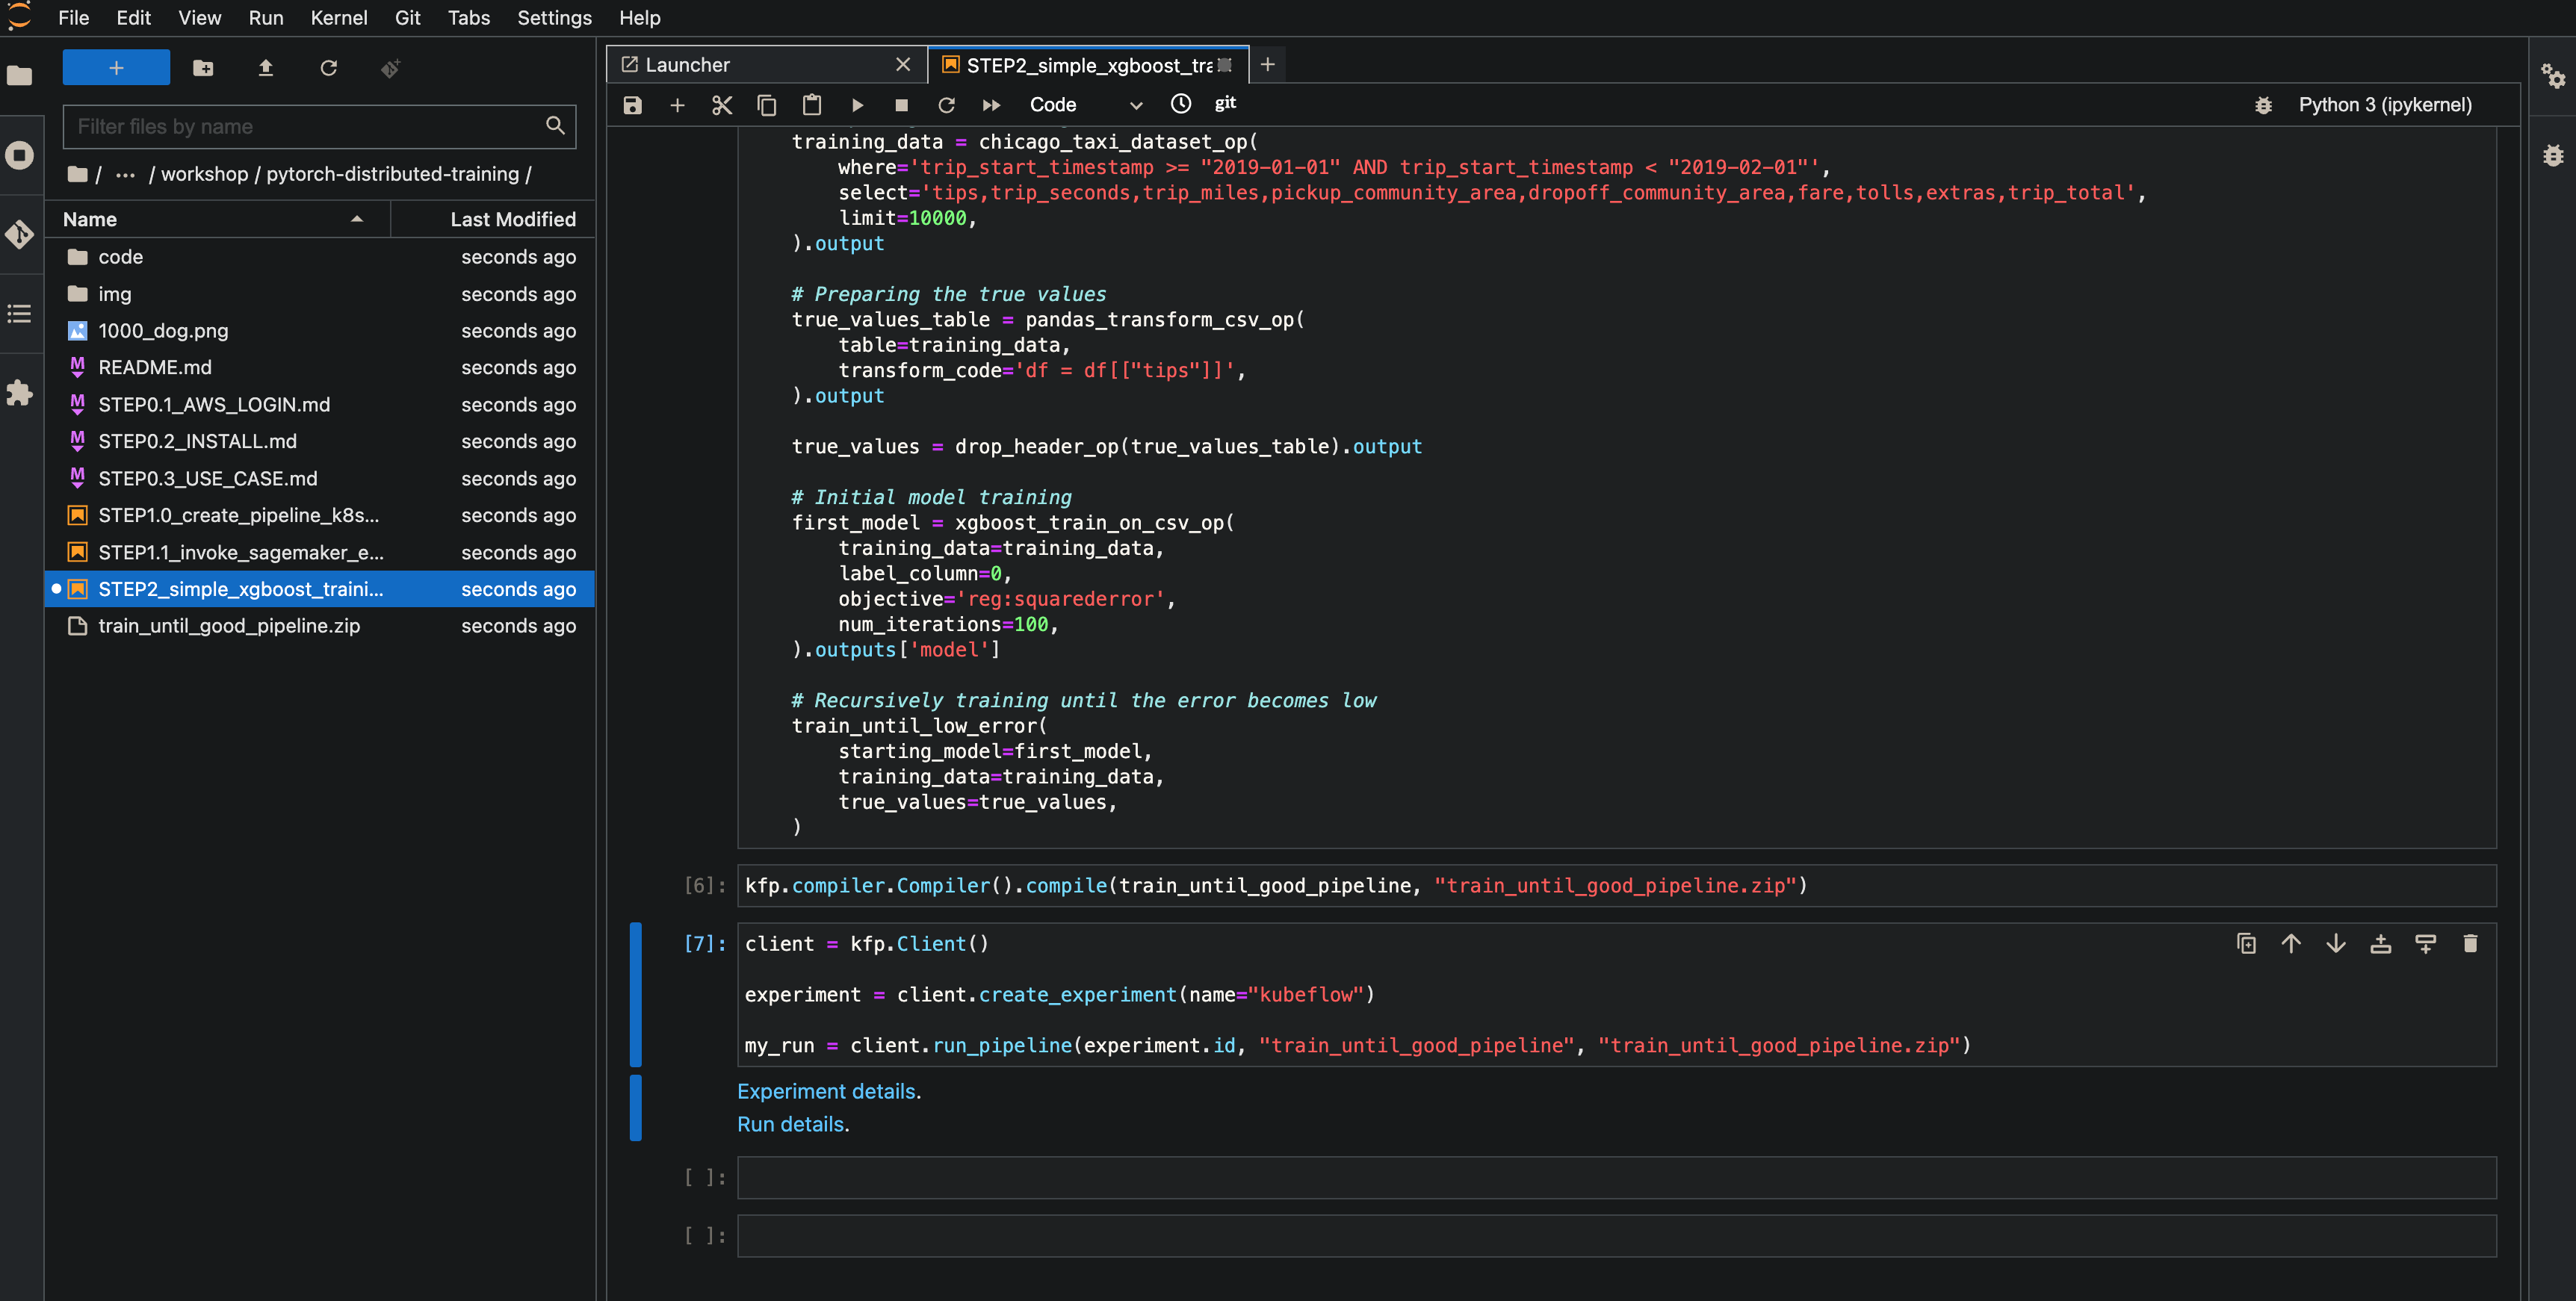 File Edit View Run Kernel Git Tabs Settings Help
Filter files by name
/ ... / workshop / pytorch-distributed-training /
Name Last Modified
code seconds ago
img seconds ago
1000_dog.png seconds ago
README.md seconds ago
STEP0.1_AWS_LOGIN.md seconds ago
STEP0.2_INSTALL.md seconds ago
STEP0.3_USE_CASE.md seconds ago
STEP1.0_create_pipeline_k8s... seconds ago
STEP1.1_invoke_sagemaker_e... seconds ago
STEP2_simple_xgboost_traini... seconds ago
train_until_good_pipeline.zip seconds ago
Launcher STEP2_simple_xgboost_tra
Code git Python 3 (ipykernel)
training_data = chicago_taxi_dataset_op(
where='trip_start_timestamp >= "2019-01-01" AND trip_start_timestamp < "2019-02-01"',
select='tips,trip_seconds,trip_miles,pickup_community_area,dropoff_community_area,fare,tolls,extras,trip_total',
limit=10000,
).output
# Preparing the true values
true_values_table = pandas_transform_csv_op(
table=training_data,
transform_code='df = df[["tips"]]',
).output
true_values = drop_header_op(true_values_table).output
# Initial model training
first_model = xgboost_train_on_csv_op(
training_data=training_data,
label_column=0,
objective='reg:squarederror',
num_iterations=100,
).outputs['model']
# Recursively training until the error becomes low
train_until_low_error(
starting_model=first_model,
training_data=training_data,
true_values=true_values,
)
[6]: kfp.compiler.Compiler().compile(train_until_good_pipeline, "train_until_good_pipeline.zip")
[7]: client = kfp.Client()
experiment = client.create_experiment(name="kubeflow")
my_run = client.run_pipeline(experiment.id, "train_until_good_pipeline", "train_until_good_pipeline.zip")
Experiment details.
Run details.
[ ]:
[ ]: